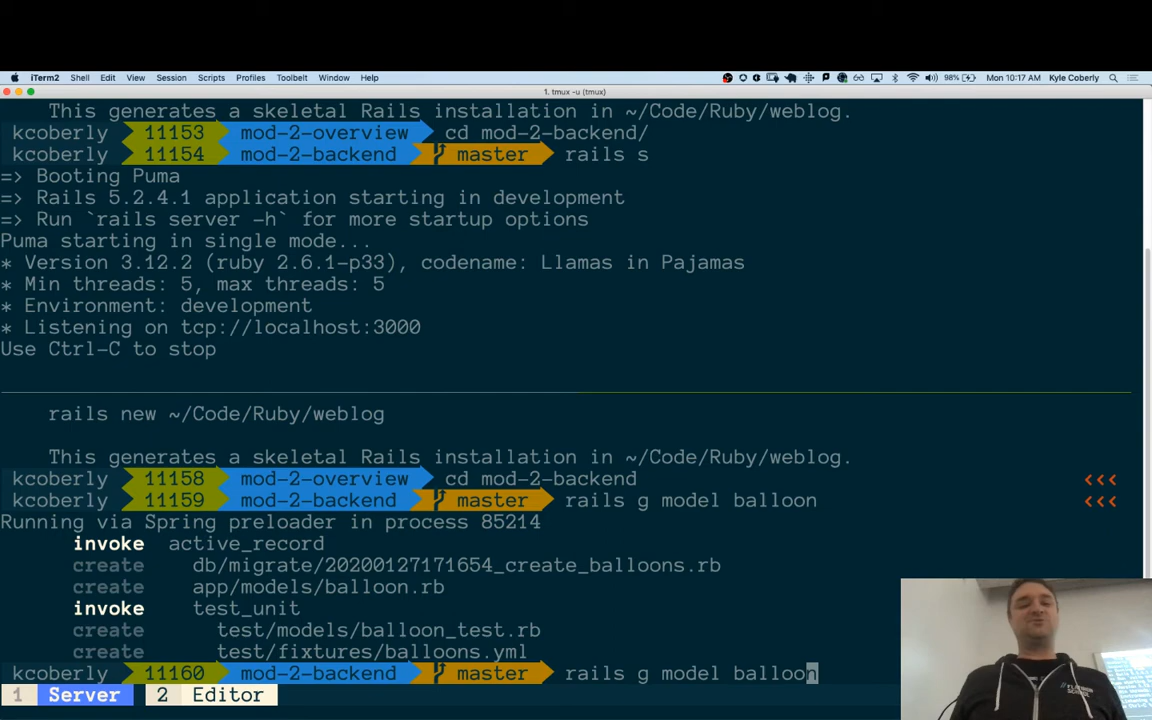 iTerm2 Shell Edit View Session Scripts Profiles Toolbelt Window Help 98% Mon 10:17 AM Kyle Coberly
1. tmux -u (tmux)
This generates a skeletal Rails installation in ~/Code/Ruby/weblog.
kcoberly 11153 mod-2-overview cd mod-2-backend/
kcoberly 11154 mod-2-backend master rails s
=> Booting Puma
=> Rails 5.2.4.1 application starting in development
=> Run `rails server -h` for more startup options
Puma starting in single mode...
* Version 3.12.2 (ruby 2.6.1-p33), codename: Llamas in Pajamas
* Min threads: 5, max threads: 5
* Environment: development
* Listening on tcp://localhost:3000
Use Ctrl-C to stop
rails new ~/Code/Ruby/weblog
This generates a skeletal Rails installation in ~/Code/Ruby/weblog.
kcoberly 11158 mod-2-overview cd mod-2-backend <<<
kcoberly 11159 mod-2-backend master rails g model balloon <<<
Running via Spring preloader in process 85214
invoke active_record
create db/migrate/20200127171654_create_balloons.rb
create app/models/balloon.rb
invoke test_unit
create test/models/balloon_test.rb
create test/fixtures/balloons.yml
kcoberly 11160 mod-2-backend master rails g model balloon
1 Server 2 Editor